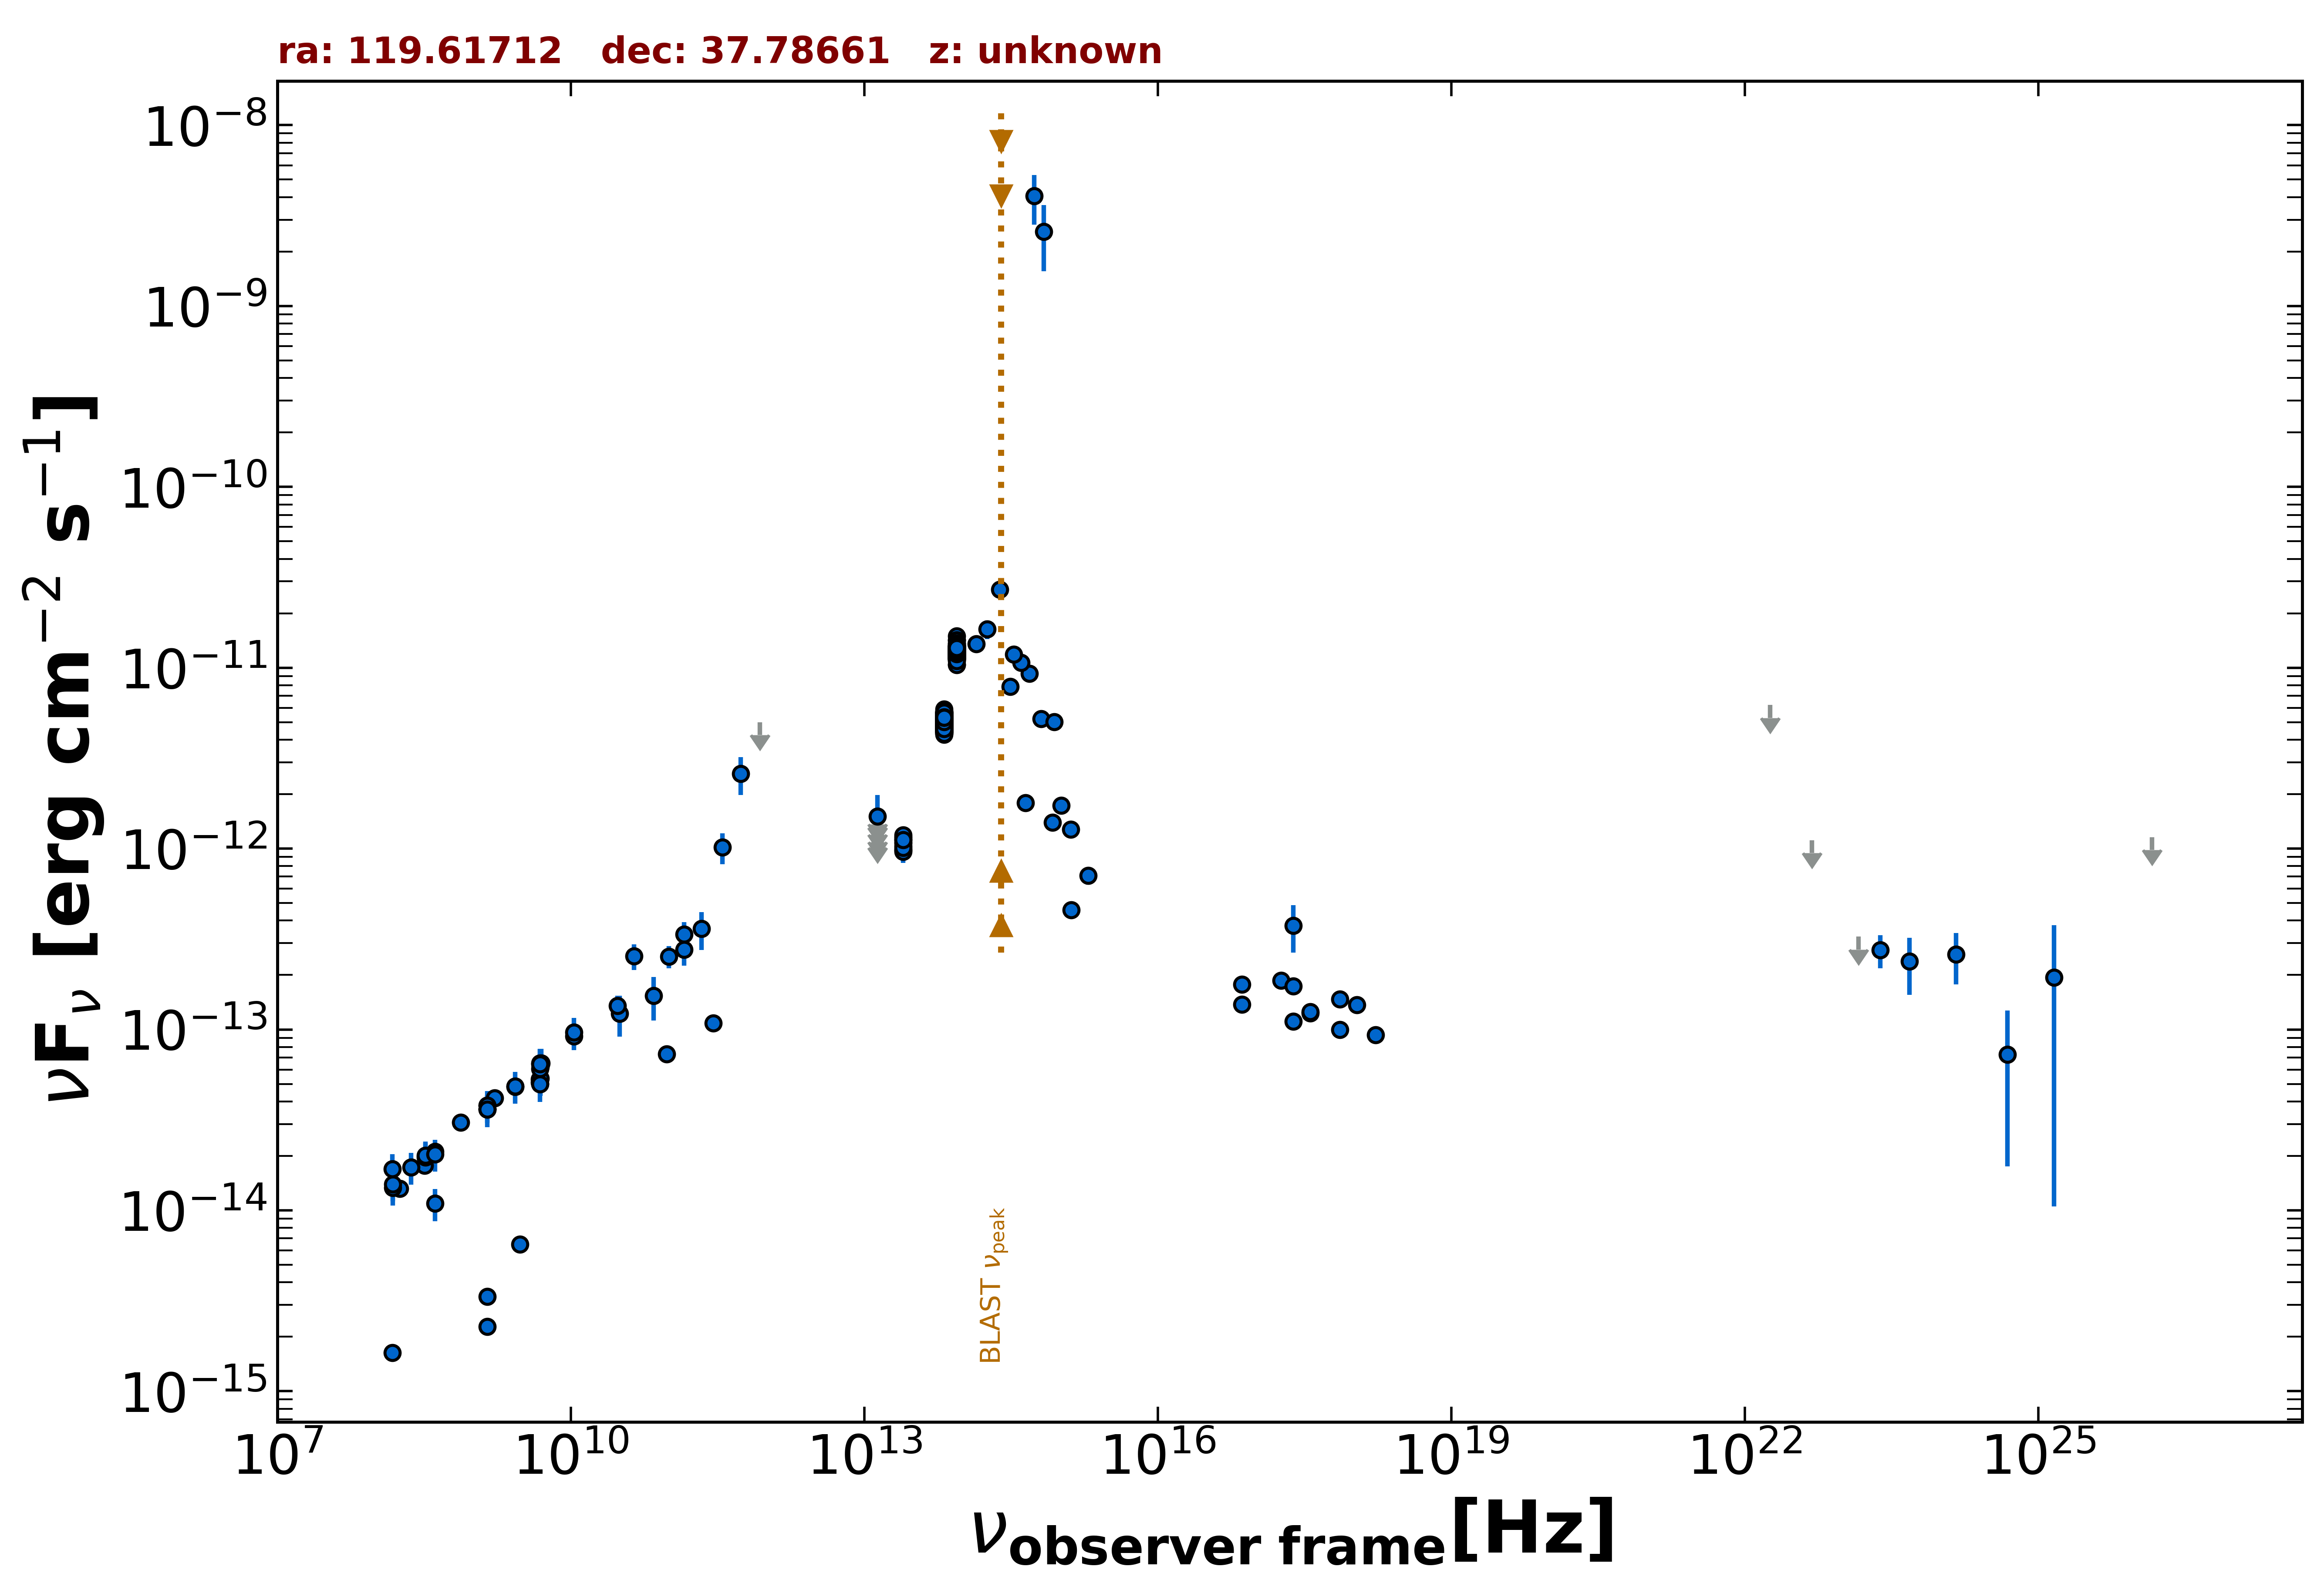 ra: 119.61712 dec: 37.78661 z: unknown
10⁻⁸
10⁻⁹
10⁻¹⁰
10⁻¹¹
10⁻¹²
10⁻¹³
10⁻¹⁴
10⁻¹⁵
νFν [erg cm⁻² s⁻¹]
BLAST νpeak
10⁷ 10¹⁰ 10¹³ 10¹⁶ 10¹⁹ 10²² 10²⁵
νobserver frame [Hz]